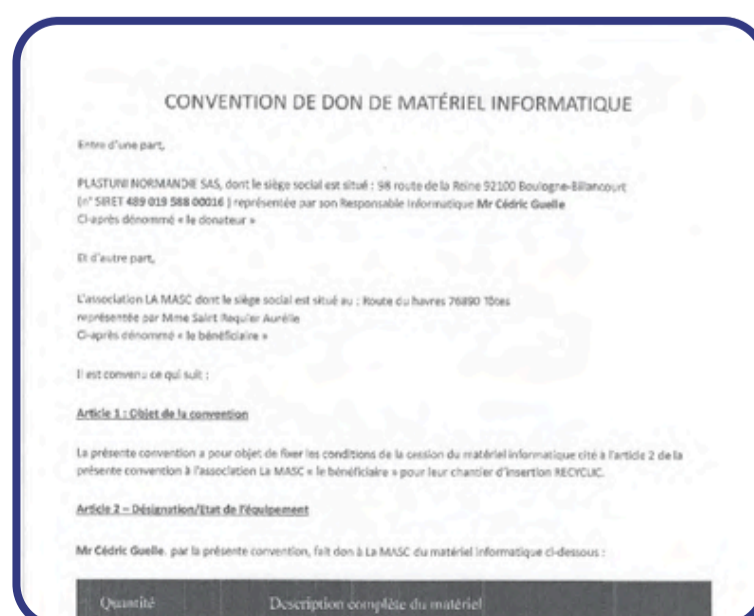 CONVENTION DE DON DE MATÉRIEL INFORMATIQUE
Entre d'une part,
PLASTUNI NORMANDIE SAS, dont le siège social est situé : 98 route de la Reine 92100 Boulogne-Billancourt
(n° SIRET 489 019 588 00016 ) représentée par son Responsable Informatique Mr Cédric Guelle
Ci-après dénommé « le donateur »
Et d'autre part,
L'association LA MASC dont le siège social est situé au : Route du havres 76890 Tôtes
représentée par Mme Saint Requier Aurélie
Ci-après dénommé « le bénéficiaire »
Il est convenu ce qui suit :
Article 1 : Objet de la convention
La présente convention a pour objet de fixer les conditions de la cession du matériel informatique cité à l'article 2 de la
présente convention à l'association La MASC « le bénéficiaire » pour leur chantier d'insertion RECYCLIC.
Article 2 – Désignation/Etat de l'équipement
Mr Cédric Guelle. par la présente convention, fait don à La MASC du matériel informatique ci-dessous :
Quantité Description complète du matériel